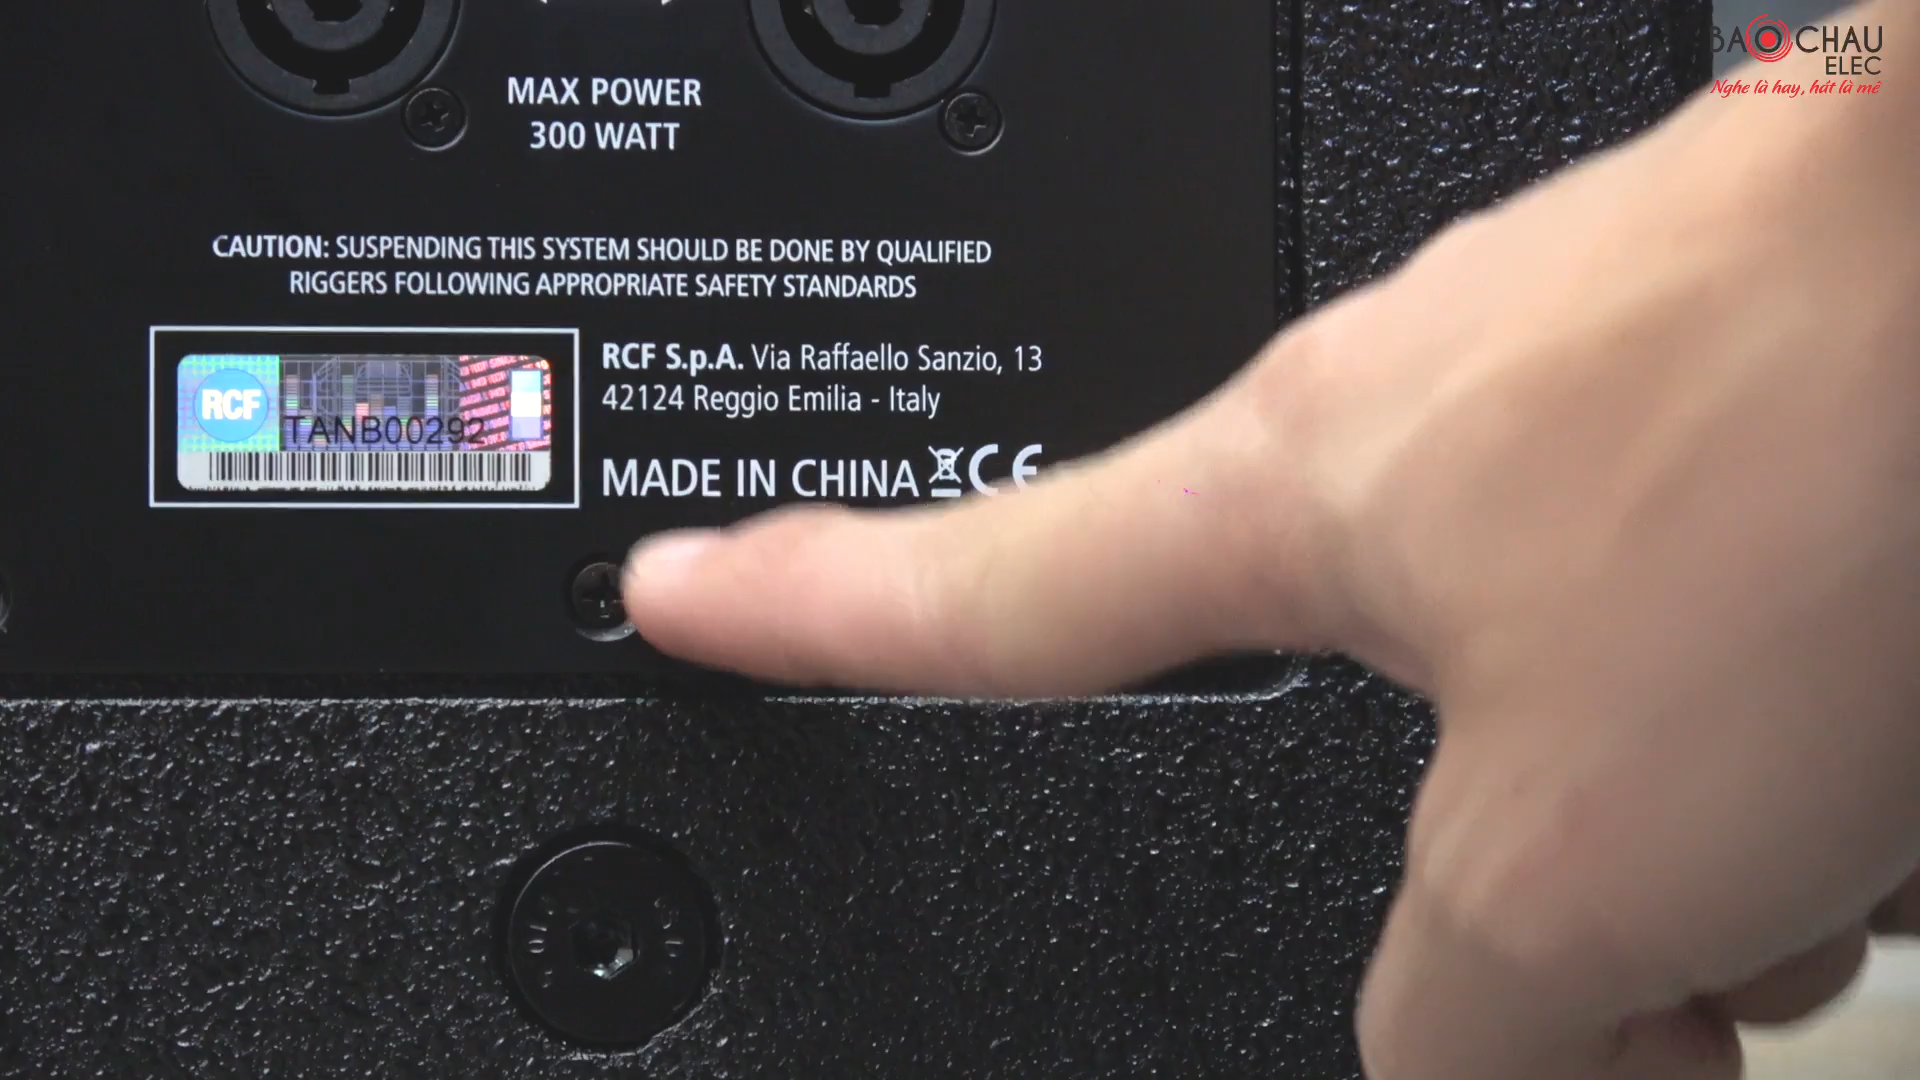 BAOCHAU
ELEC
Nghe là hay, hát là mê
MAX POWER
300 WATT
CAUTION: SUSPENDING THIS SYSTEM SHOULD BE DONE BY QUALIFIED
RIGGERS FOLLOWING APPROPRIATE SAFETY STANDARDS
RCF
TANB00292
RCF S.p.A. Via Raffaello Sanzio, 13
42124 Reggio Emilia - Italy
MADE IN CHINA CE